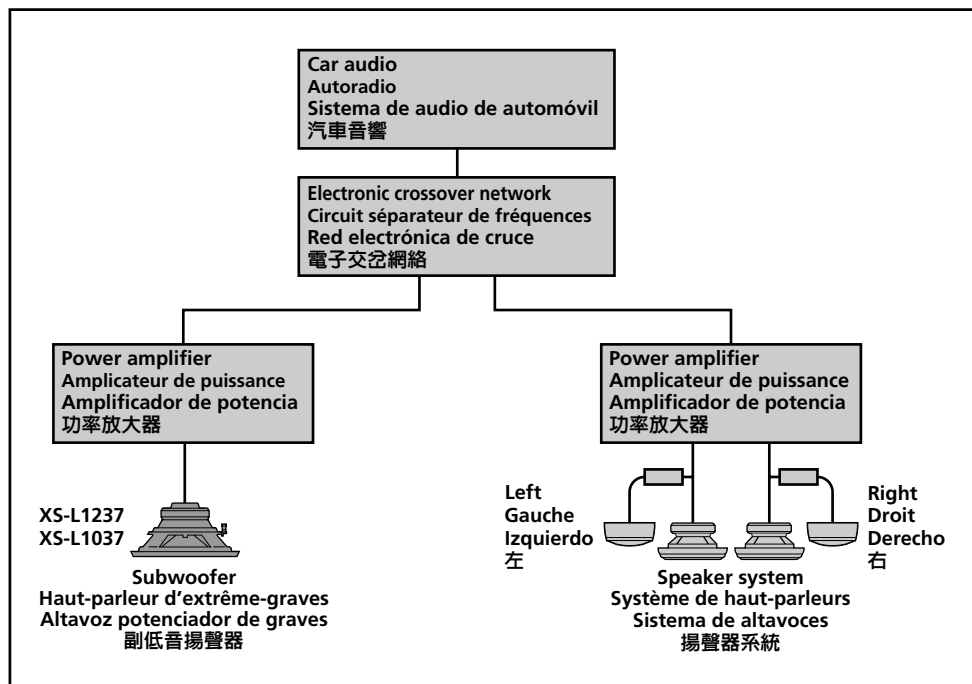 Car audio
Autoradio
Sistema de audio de automóvil
汽車音響
Electronic crossover network
Circuit séparateur de fréquences
Red electrónica de cruce
電子交岔網絡
Power amplifier
Amplicateur de puissance
Amplificador de potencia
功率放大器
Power amplifier
Amplicateur de puissance
Amplificador de potencia
功率放大器
XS-L1237
XS-L1037
Subwoofer
Haut-parleur d'extrême-graves
Altavoz potenciador de graves
副低音揚聲器
Left
Gauche
Izquierdo
左
Right
Droit
Derecho
右
Speaker system
Système de haut-parleurs
Sistema de altavoces
揚聲器系統